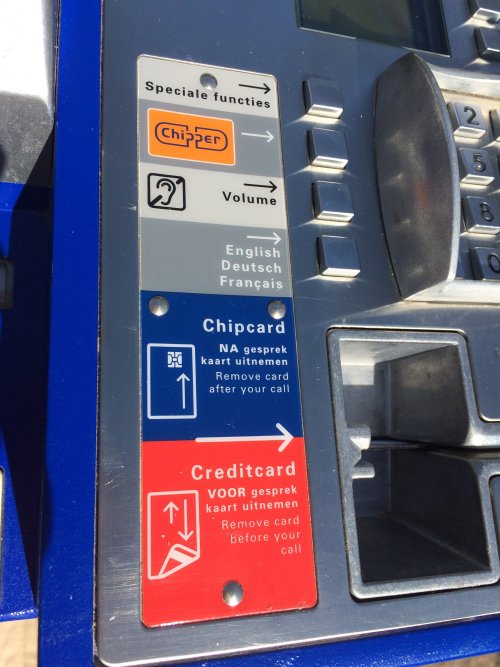 Speciale functies
Chipper
Volume
English
Deutsch
Français
Chipcard
NA gesprek
kaart uitnemen
Remove card
after your call
Creditcard
VOOR gesprek
kaart uitnemen
Remove card
before your
call
2
5
8
0